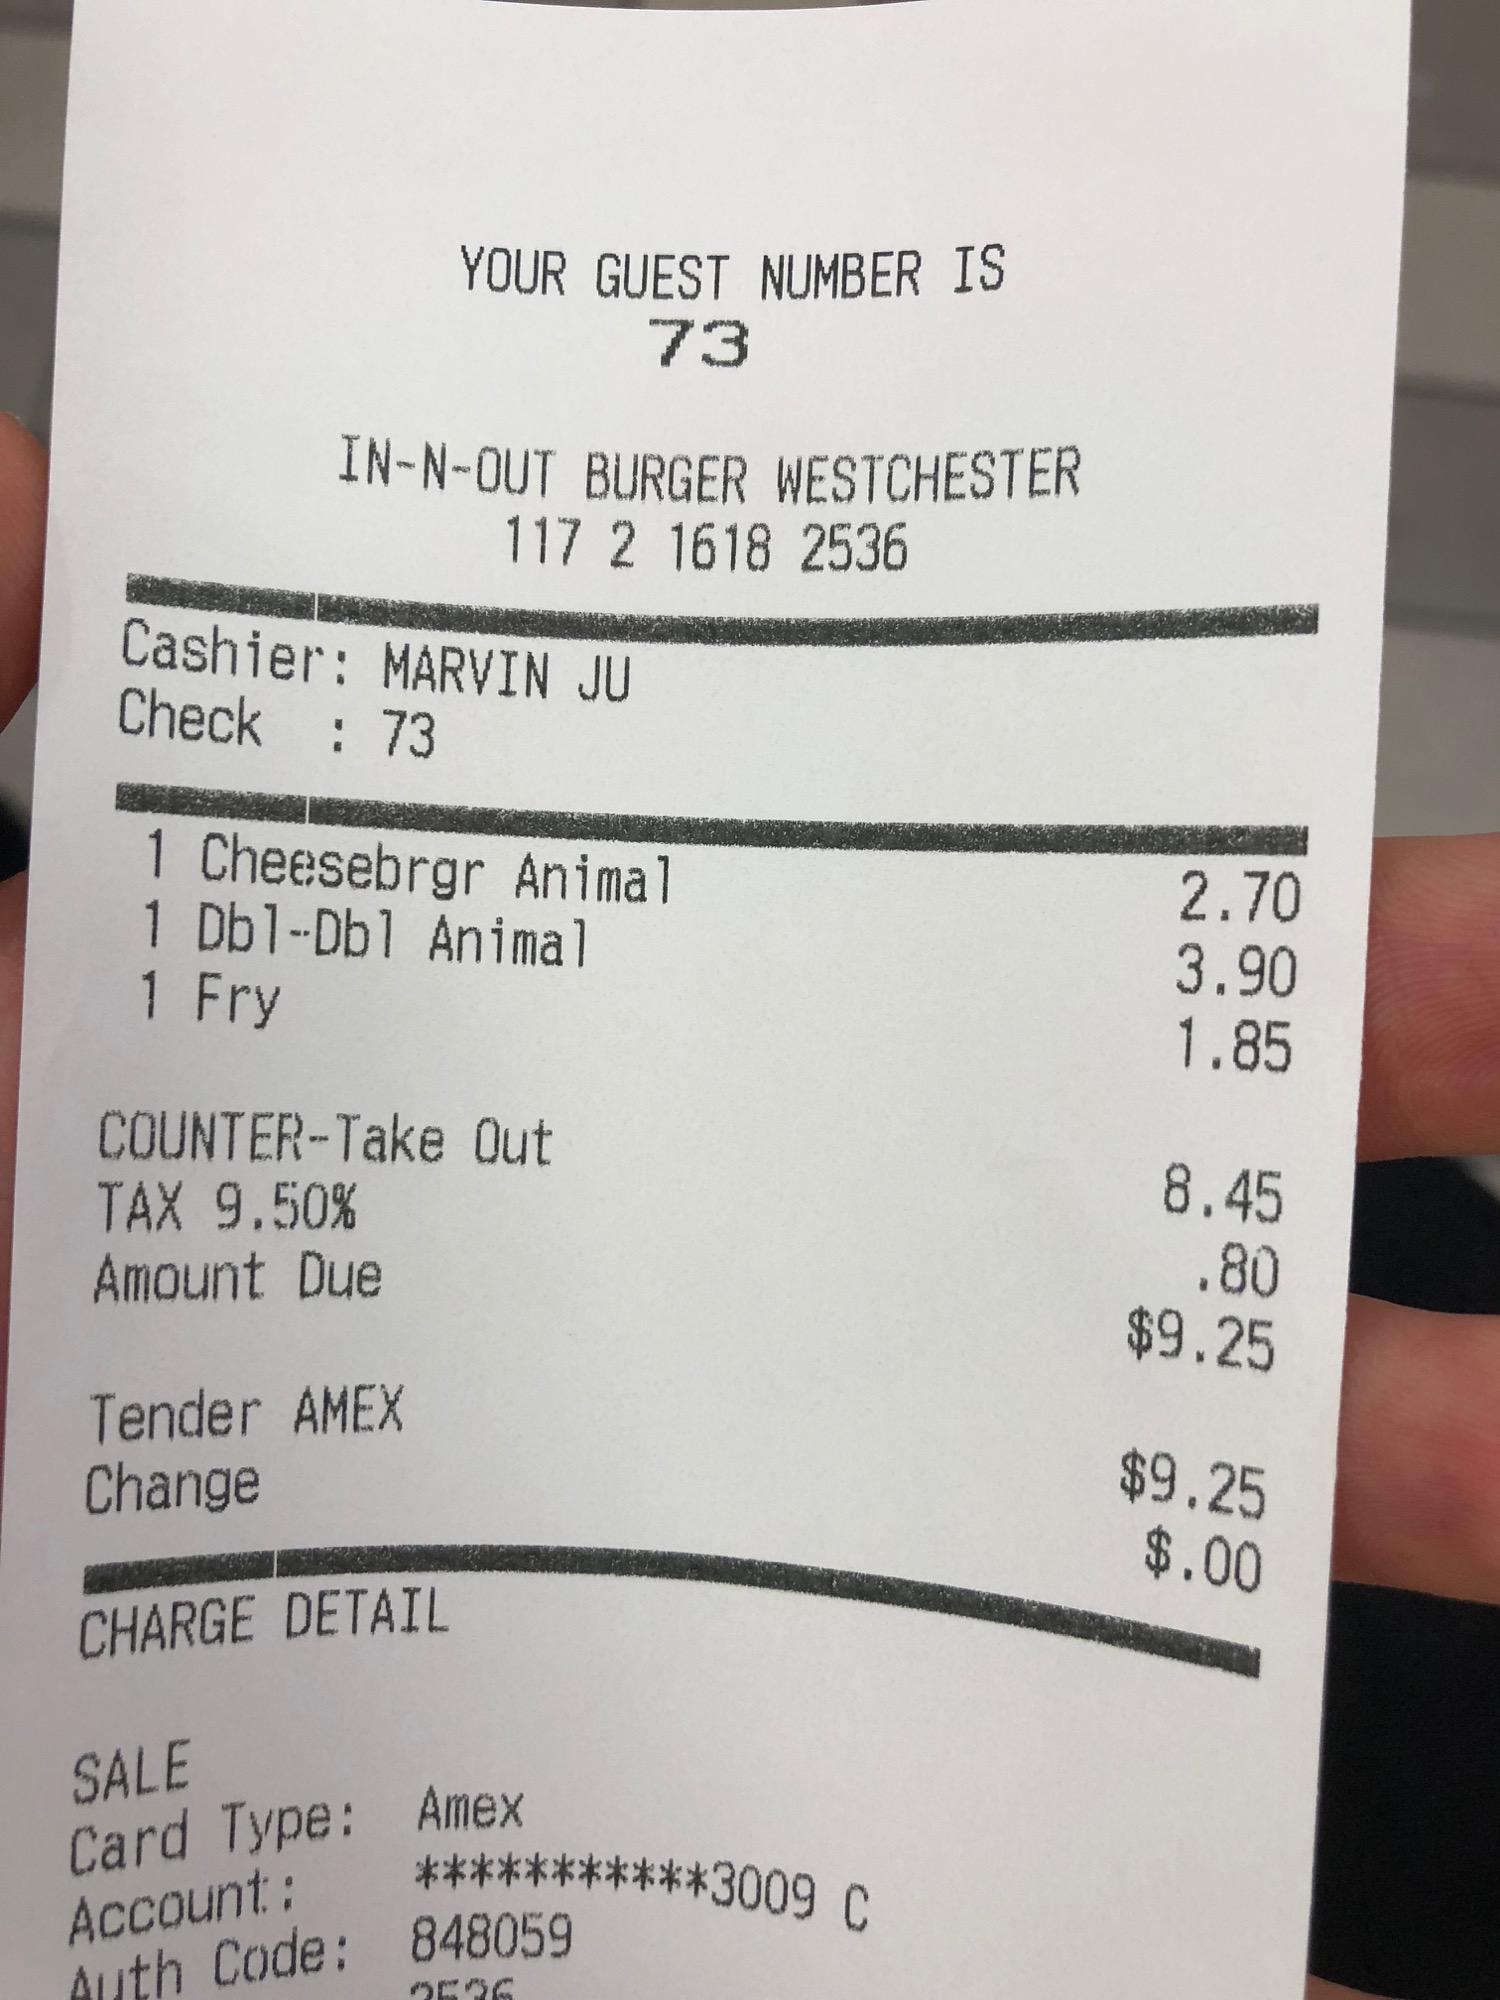 YOUR GUEST NUMBER IS
73
IN-N-OUT BURGER WESTCHESTER
117 2 1618 2536
Cashier: MARVIN JU
Check : 73
1 Cheesebrgr Animal 2.70
1 Dbl-Dbl Animal 3.90
1 Fry 1.85
COUNTER-Take Out 8.45
TAX 9.50% .80
Amount Due $9.25
Tender AMEX $9.25
Change $.00
CHARGE DETAIL
SALE
Card Type: Amex
Account: ***********3009 C
Auth Code: 848059
2536